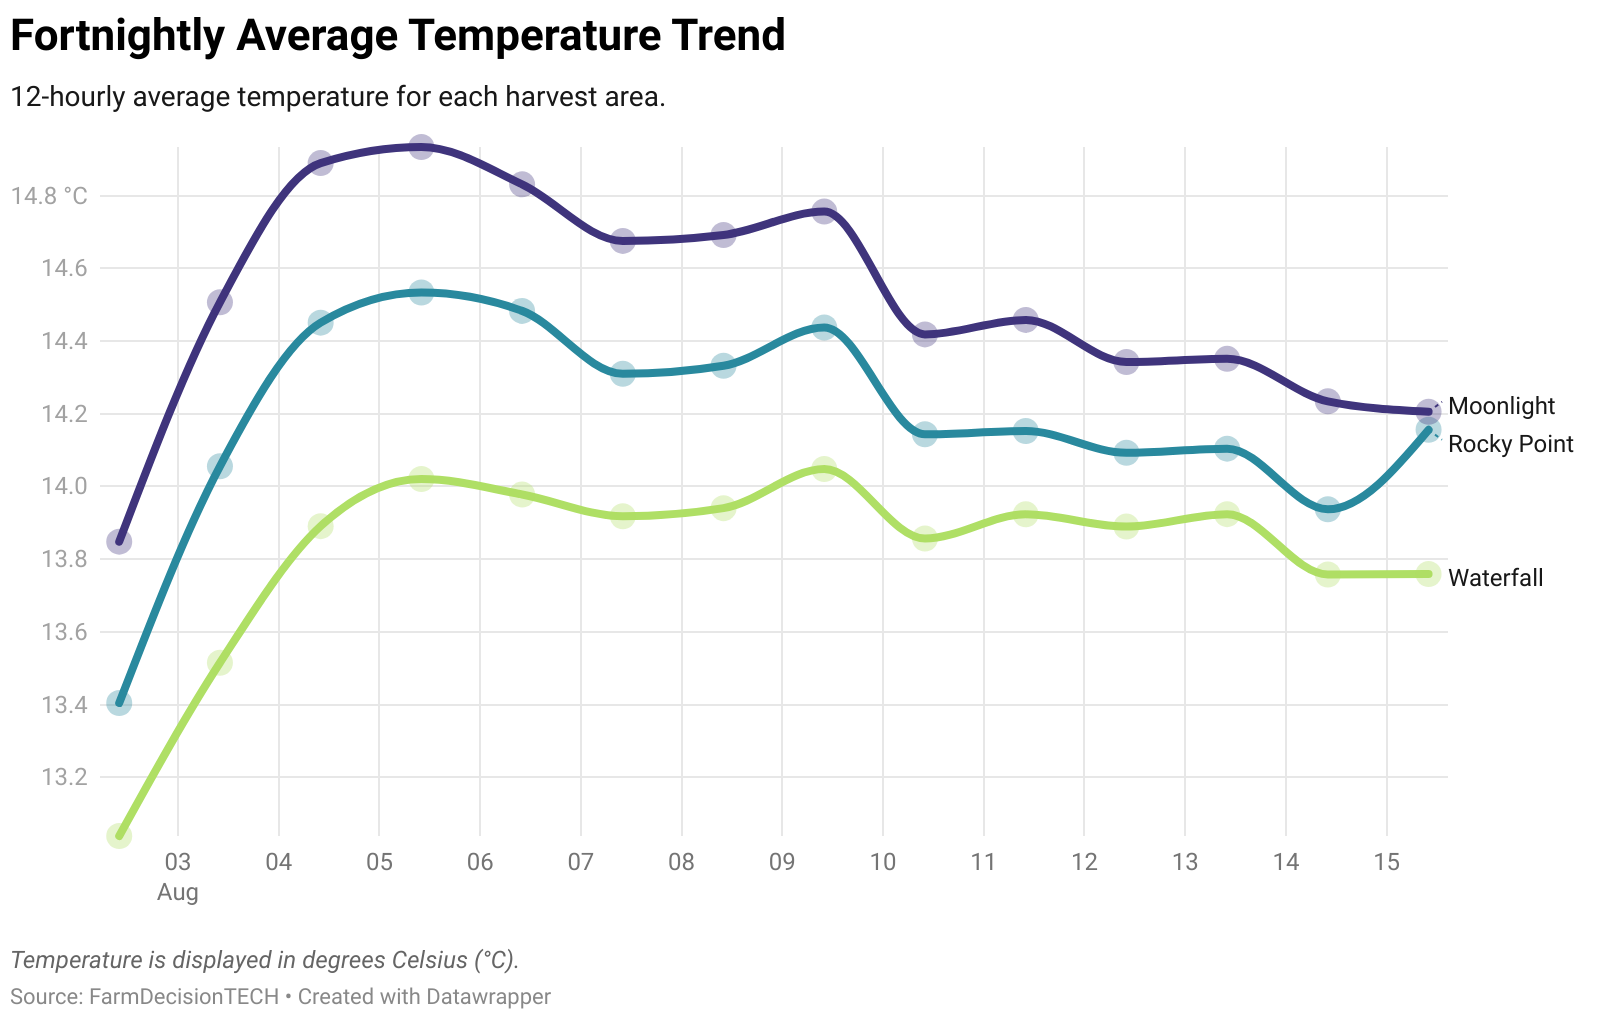 Fortnightly Average Temperature Trend
12-hourly average temperature for each harvest area.
14.8 °C
14.6
14.4
14.2
14.0
13.8
13.6
13.4
13.2
Moonlight
Rocky Point
Waterfall
03 04 05 06 07 08 09 10 11 12 13 14 15
Aug
Temperature is displayed in degrees Celsius (°C).
Source: FarmDecisionTECH • Created with Datawrapper